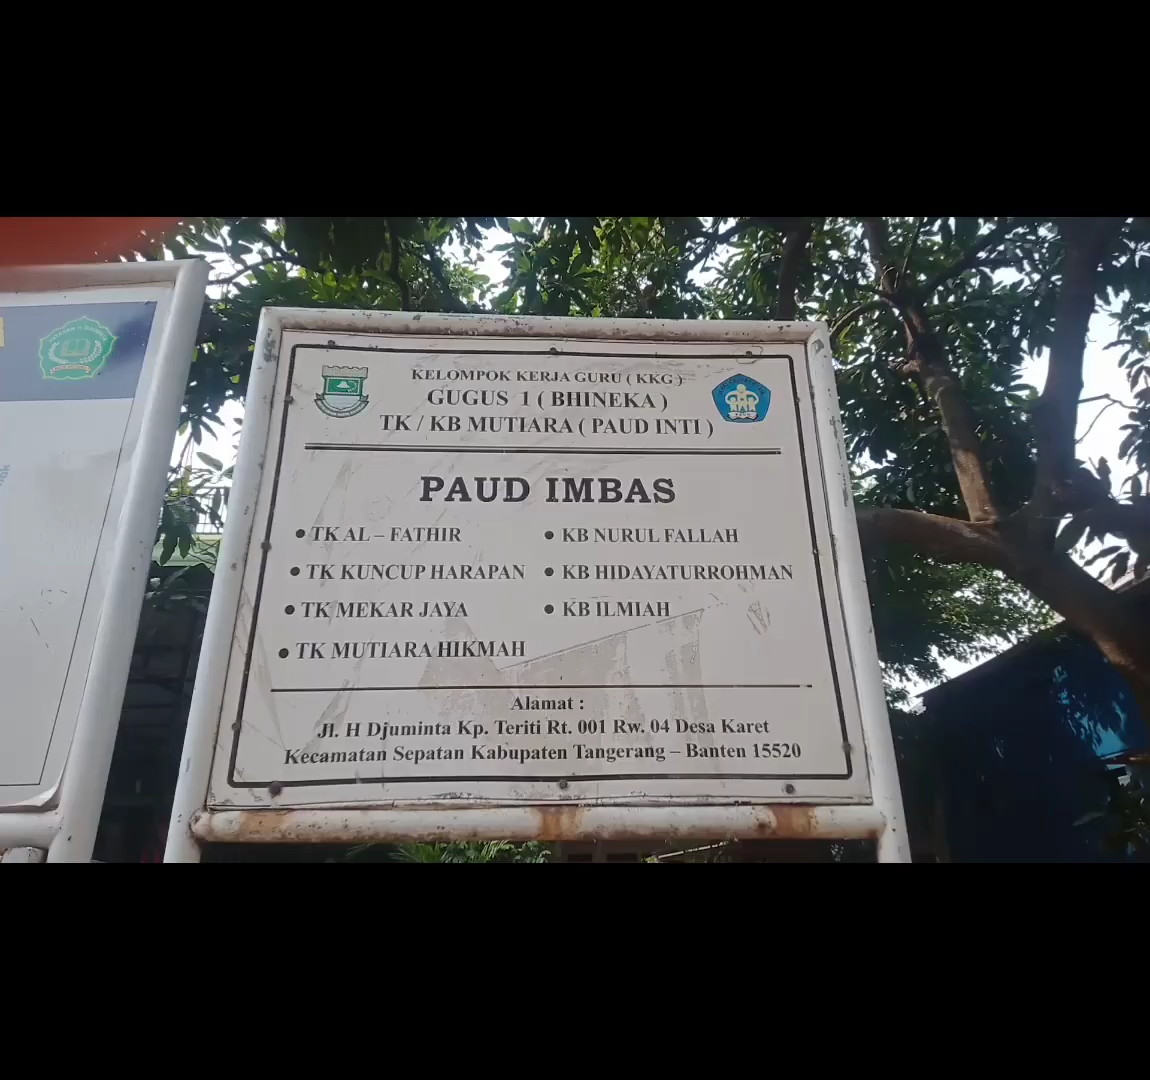 KELOMPOK KERJA GURU ( KKG )
GUGUS 1 ( BHINEKA )
TK / KB MUTIARA ( PAUD INTI )
PAUD IMBAS
• TK AL – FATHIR
• TK KUNCUP HARAPAN
• TK MEKAR JAYA
• TK MUTIARA HIKMAH
• KB NURUL FALLAH
• KB HIDAYATURROHMAN
• KB ILMIAH
Alamat :
Jl. H Djuminta Kp. Teriti Rt. 001 Rw. 04 Desa Karet
Kecamatan Sepatan Kabupaten Tangerang – Banten 15520